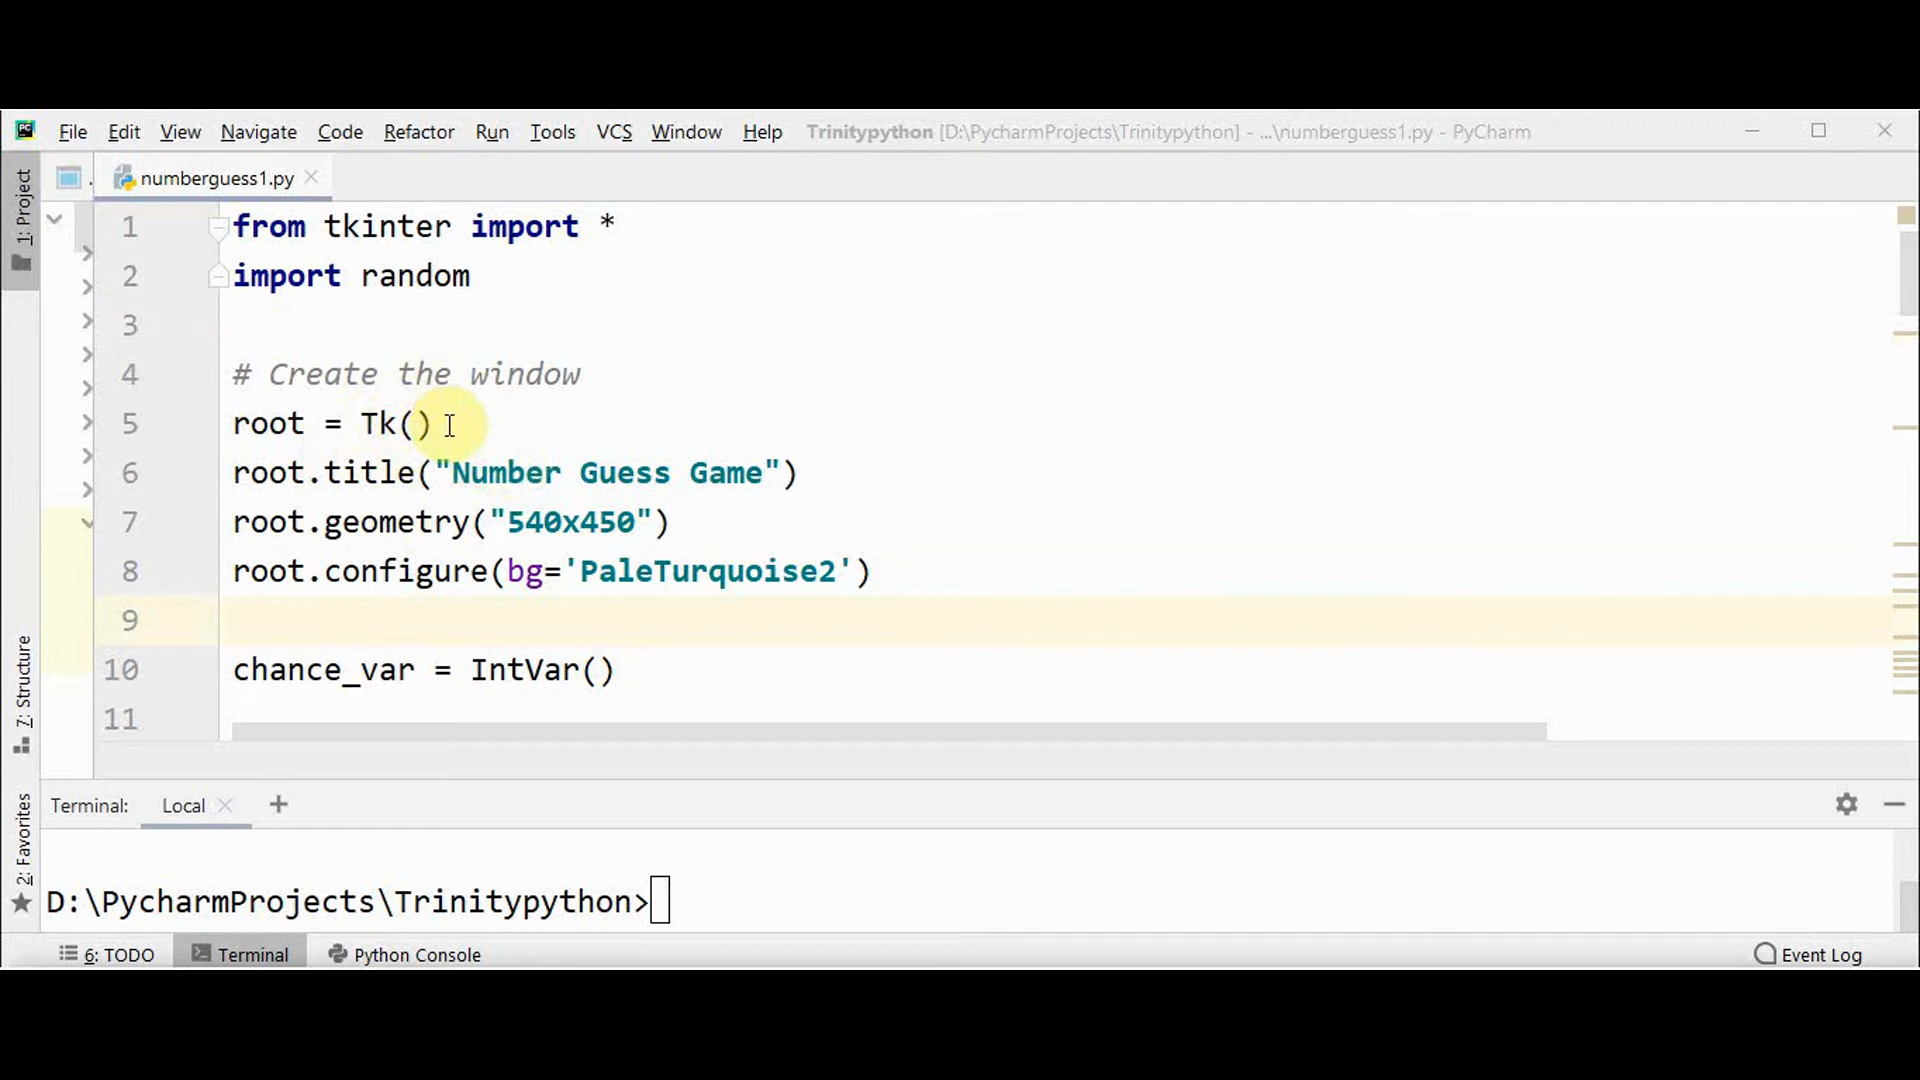 File Edit View Navigate Code Refactor Run Tools VCS Window Help Trinitypython [D:\PycharmProjects\Trinitypython] - ...\numberguess1.py - PyCharm
numberguess1.py
1: Project
1 from tkinter import *
2 import random
3
4 # Create the window
5 root = Tk()
6 root.title("Number Guess Game")
7 root.geometry("540x450")
8 root.configure(bg='PaleTurquoise2')
9
10 chance_var = IntVar()
11
7: Structure
2: Favorites
Terminal: Local +
D:\PycharmProjects\Trinitypython>
6: TODO Terminal Python Console Event Log